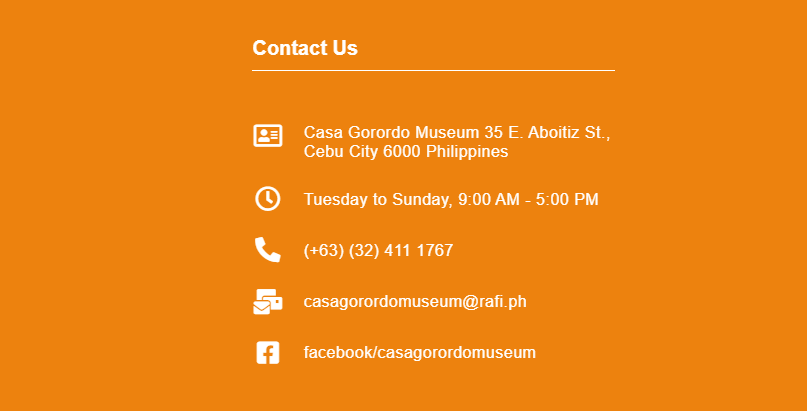 Contact Us
Casa Gorordo Museum 35 E. Aboitiz St.,
Cebu City 6000 Philippines
Tuesday to Sunday, 9:00 AM - 5:00 PM
(+63) (32) 411 1767
casagorordomuseum@rafi.ph
facebook/casagorordomuseum